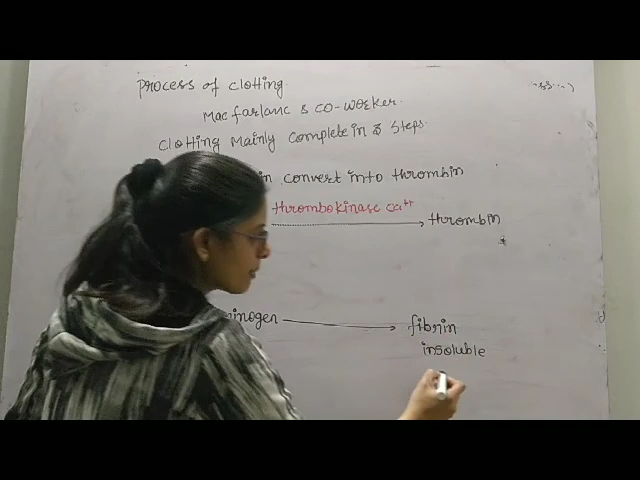 Process of clotting.
Macfarlane & co-worker.
Clotting Mainly Complete in 3 Steps.
in convert into thrombin
thrombokinase ca++
thrombin
inogen
fibrin
insoluble